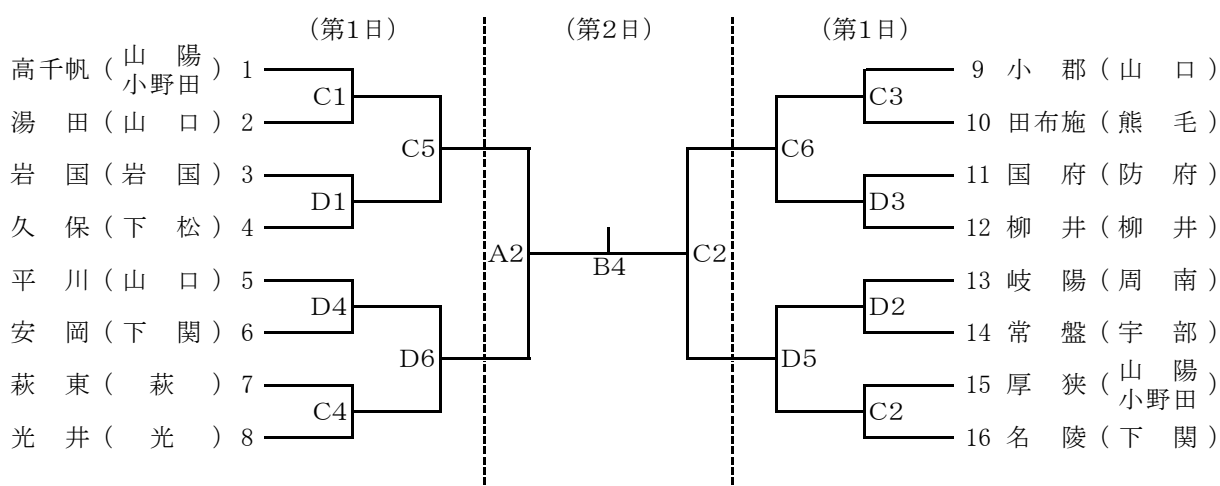 (第1日) (第2日) (第1日)
高千帆(山陽小野田) 1
C1
湯田(山口) 2
C5
岩国(岩国) 3
D1
久保(下松) 4
A2
平川(山口) 5
D4
安岡(下関) 6
D6
萩東(萩) 7
C4
光井(光) 8
B4
9 小郡(山口)
C3
10 田布施(熊毛)
C6
11 国府(防府)
D3
12 柳井(柳井)
C2
13 岐陽(周南)
D2
14 常盤(宇部)
D5
15 厚狭(山陽小野田)
C2
16 名陵(下関)